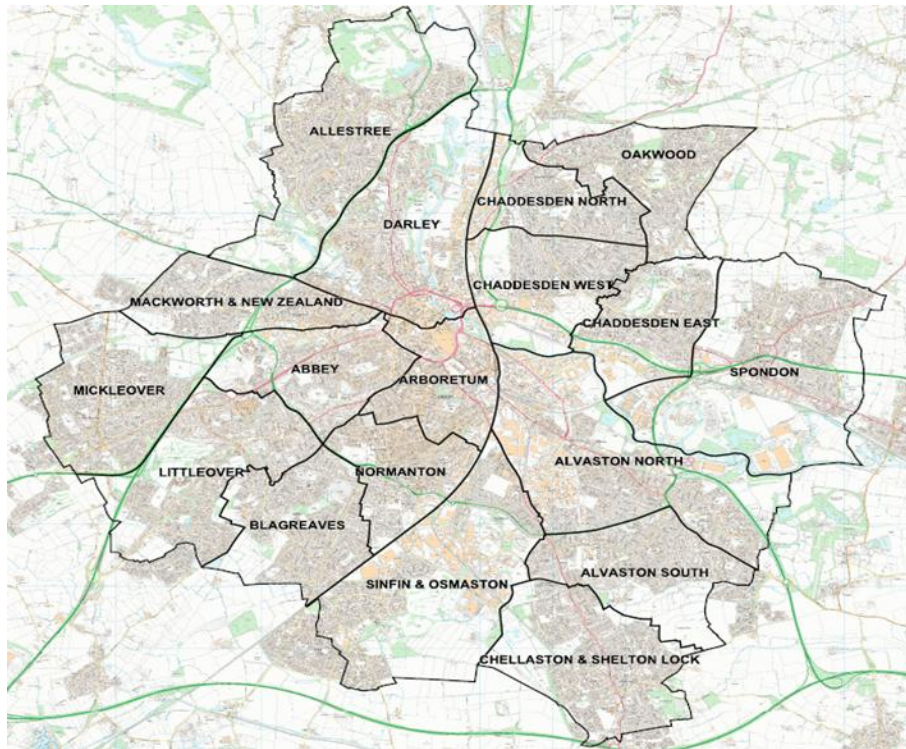 ALLESTREE
OAKWOOD
CHADDESDEN NORTH
DARLEY
CHADDESDEN WEST
MACKWORTH & NEW ZEALAND
CHADDESDEN EAST
ABBEY
ARBORETUM
SPONDON
MICKLEOVER
ALVASTON NORTH
LITTLEOVER
NORMANTON
BLAGREAVES
ALVASTON SOUTH
SINFIN & OSMASTON
CHELLASTON & SHELTON LOCK